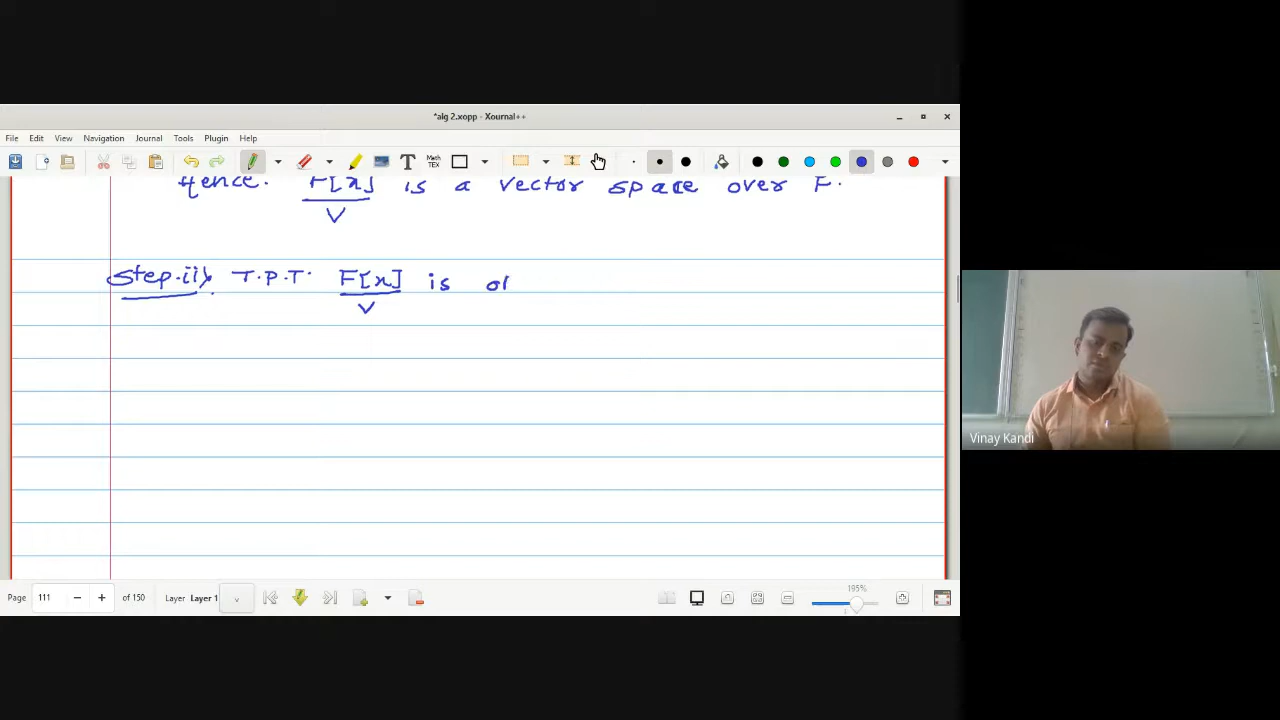 *alg 2.xopp - Xournal++
File Edit View Navigation Journal Tools Plugin Help
Hence. F[x]/V is a vector space over F.
Step.ii) T.P.T. F[x]/V is of
Vinay Kandi
Page 111 of 150 Layer Layer 1 195%